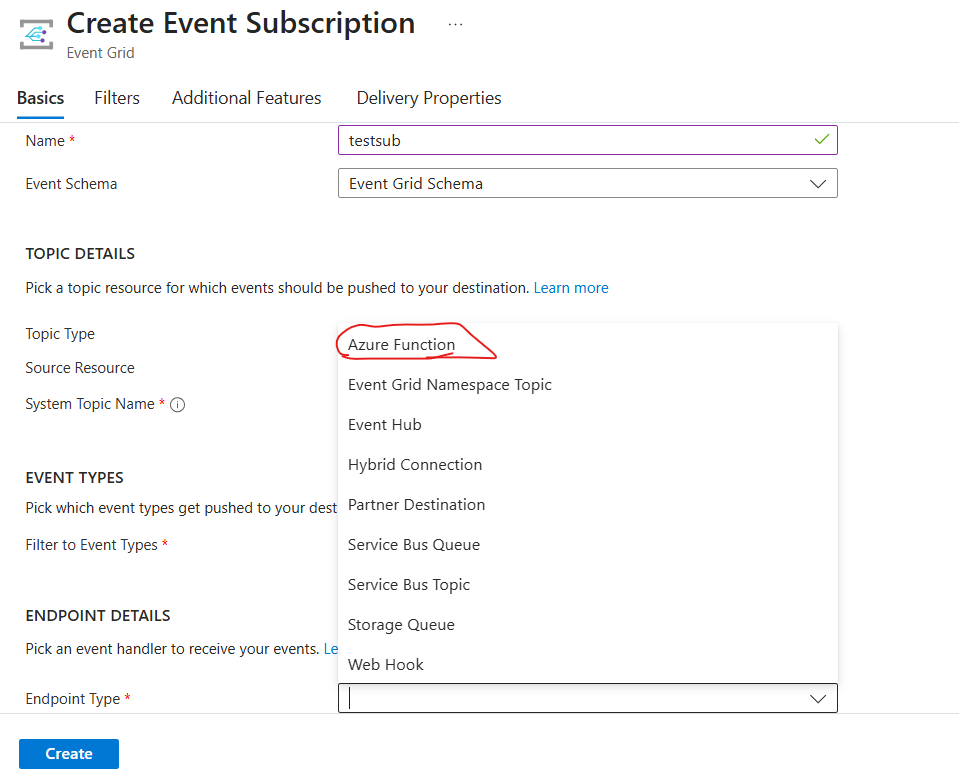 Create Event Subscription ...
Event Grid
Basics Filters Additional Features Delivery Properties
Name * testsub
Event Schema Event Grid Schema
TOPIC DETAILS
Pick a topic resource for which events should be pushed to your destination. Learn more
Topic Type
Azure Function
Source Resource
Event Grid Namespace Topic
System Topic Name *
Event Hub
Hybrid Connection
EVENT TYPES
Pick which event types get pushed to your dest
Partner Destination
Filter to Event Types *
Service Bus Queue
Service Bus Topic
ENDPOINT DETAILS
Storage Queue
Pick an event handler to receive your events. Le
Web Hook
Endpoint Type *
Create